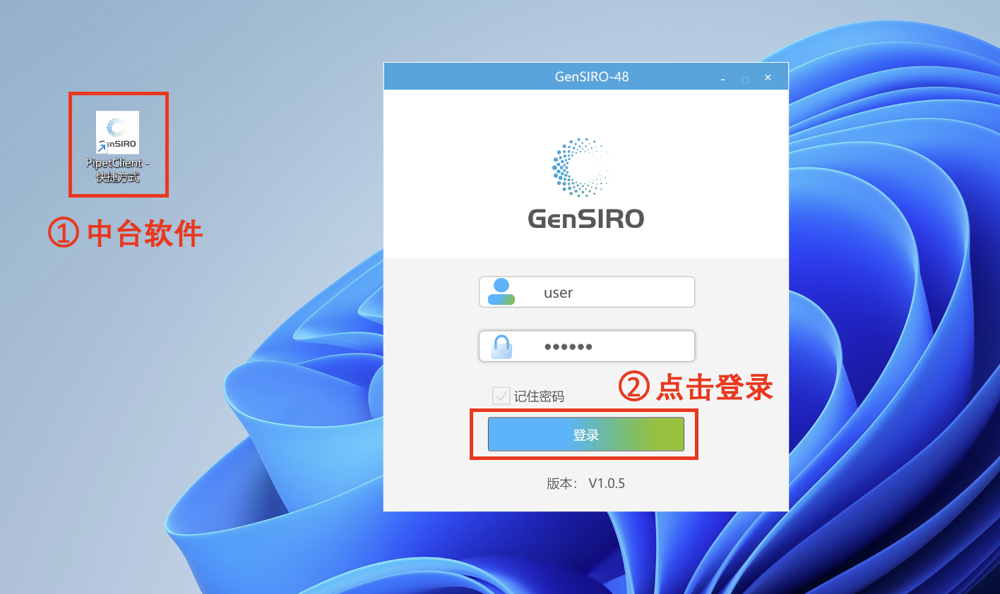 GenSIRO-48
GenSIRO
PipetClient -
快捷方式
① 中台软件
GenSIRO
user
② 点击登录
记住密码
登录
版本： V1.0.5